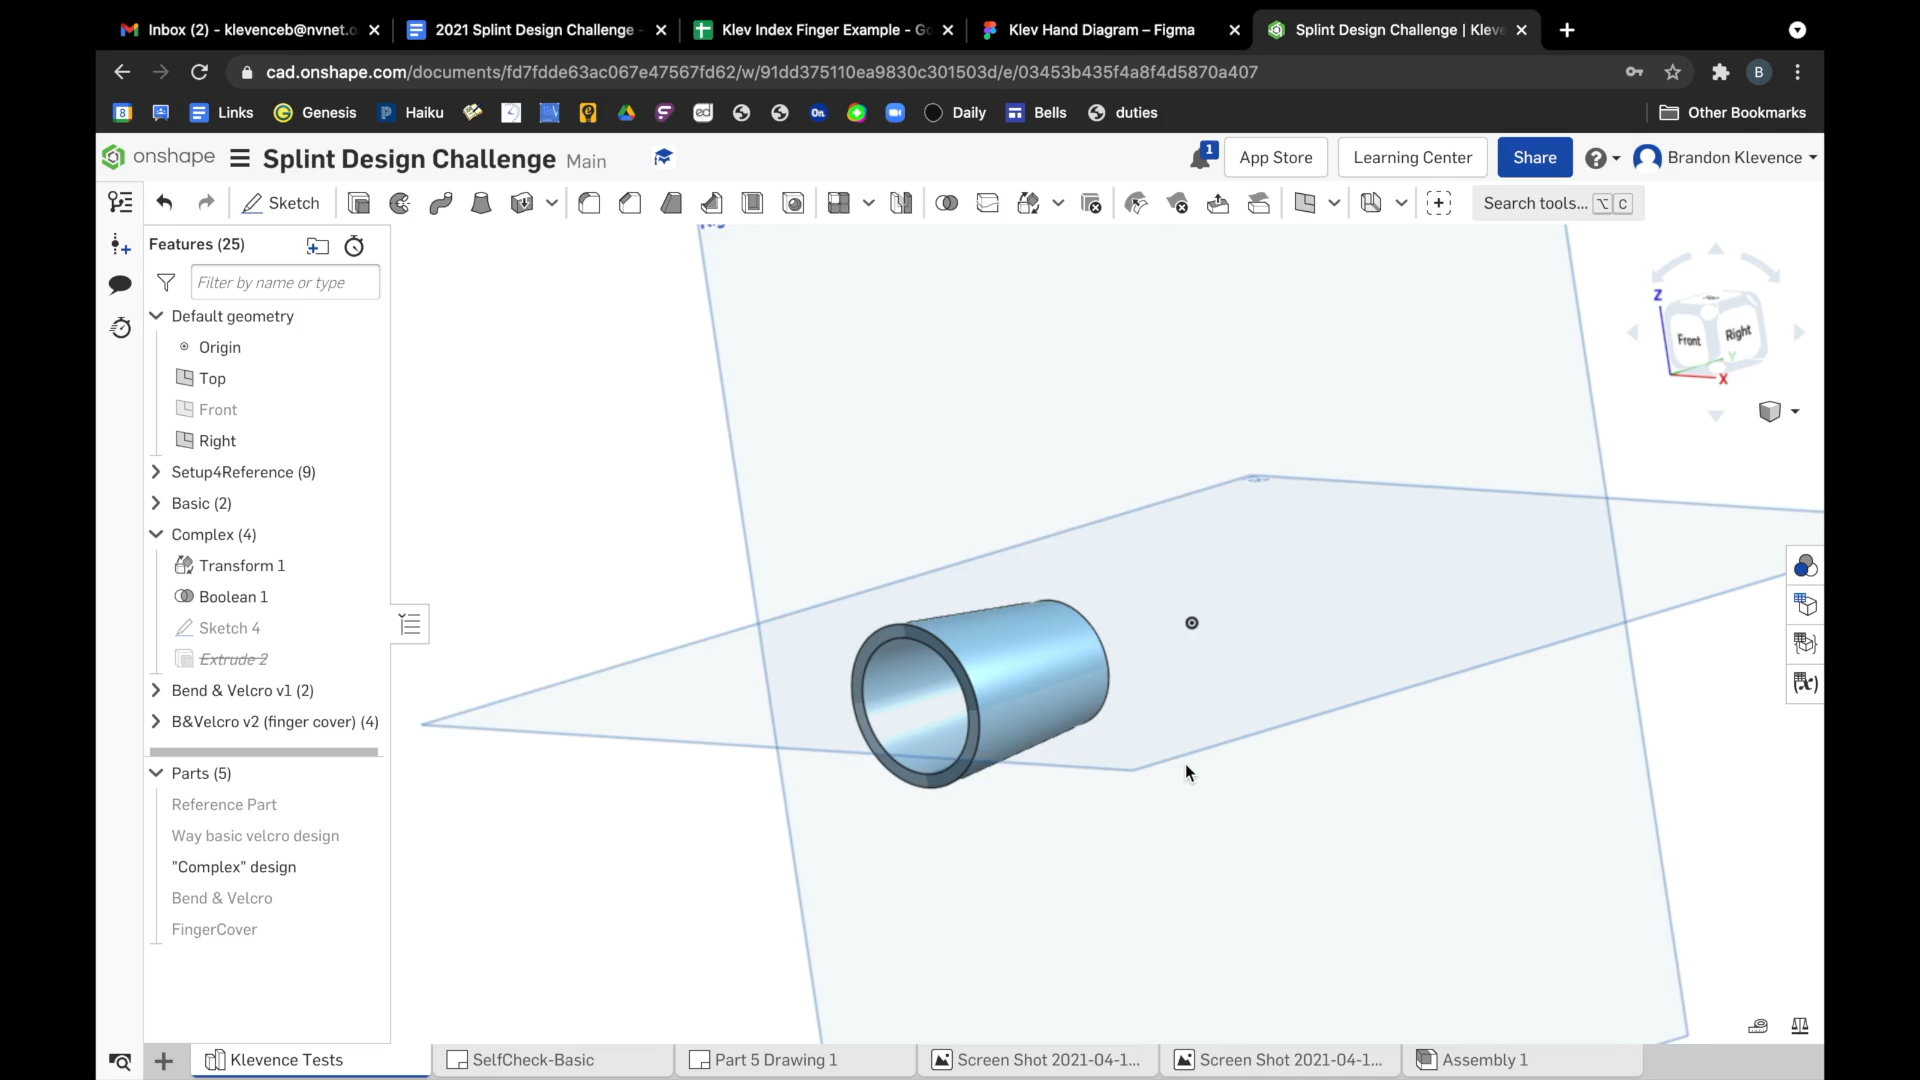 Inbox (2) - klevenceb@nvnet.o
2021 Splint Design Challenge -
Klev Index Finger Example - Go
Klev Hand Diagram – Figma
Splint Design Challenge | Kleve
cad.onshape.com/documents/fd7fdde63ac067e47567fd62/w/91dd375110ea9830c301503d/e/03453b435f4a8f4d5870a407
B
8
Links
Genesis
Haiku
On
Daily
Bells
duties
Other Bookmarks
onshape
Splint Design Challenge Main
1
App Store
Learning Center
Share
Brandon Klevence
Sketch
Search tools... ⌥ C
Features (25)
Filter by name or type
Default geometry
Origin
Top
Front
Right
Setup4Reference (9)
Basic (2)
Complex (4)
Transform 1
Boolean 1
Sketch 4
Extrude 2
Bend & Velcro v1 (2)
B&Velcro v2 (finger cover) (4)
Parts (5)
Reference Part
Way basic velcro design
"Complex" design
Bend & Velcro
FingerCover
Z
Front
Right
Y
X
Klevence Tests
SelfCheck-Basic
Part 5 Drawing 1
Screen Shot 2021-04-1...
Screen Shot 2021-04-1...
Assembly 1